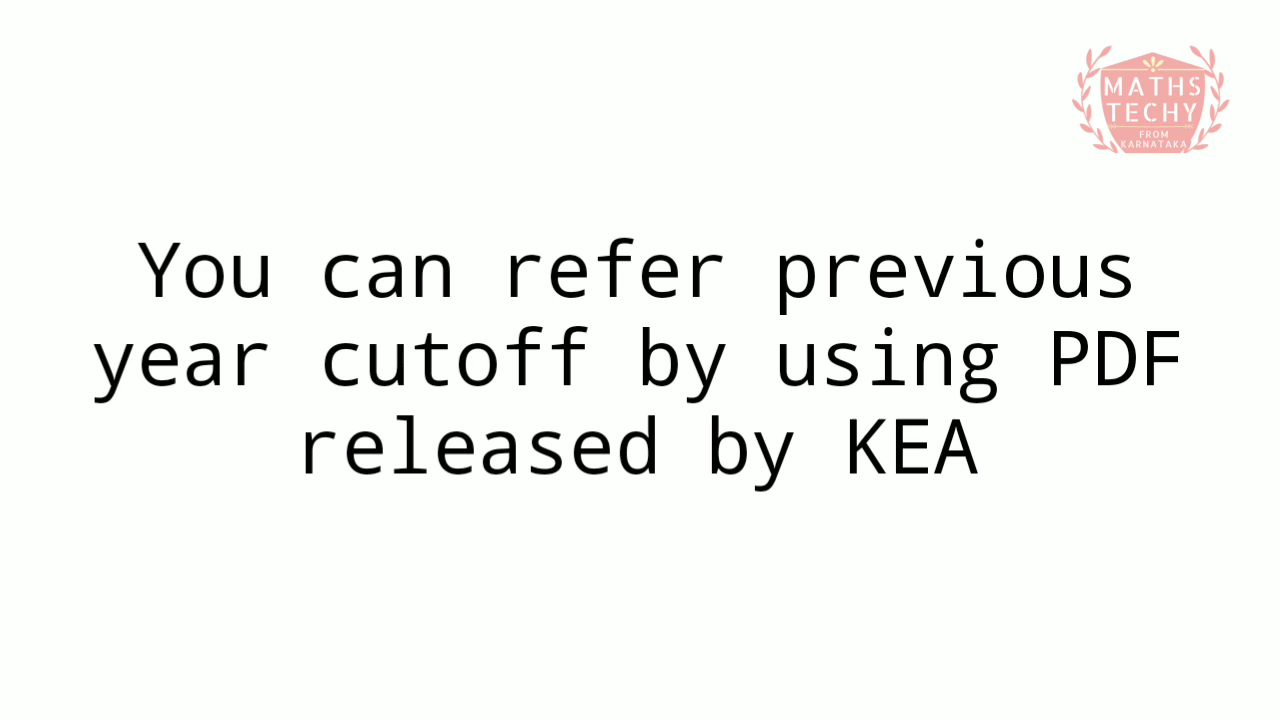 MATHS
TECHY
FROM
KARNATAKA
You can refer previous
year cutoff by using PDF
released by KEA